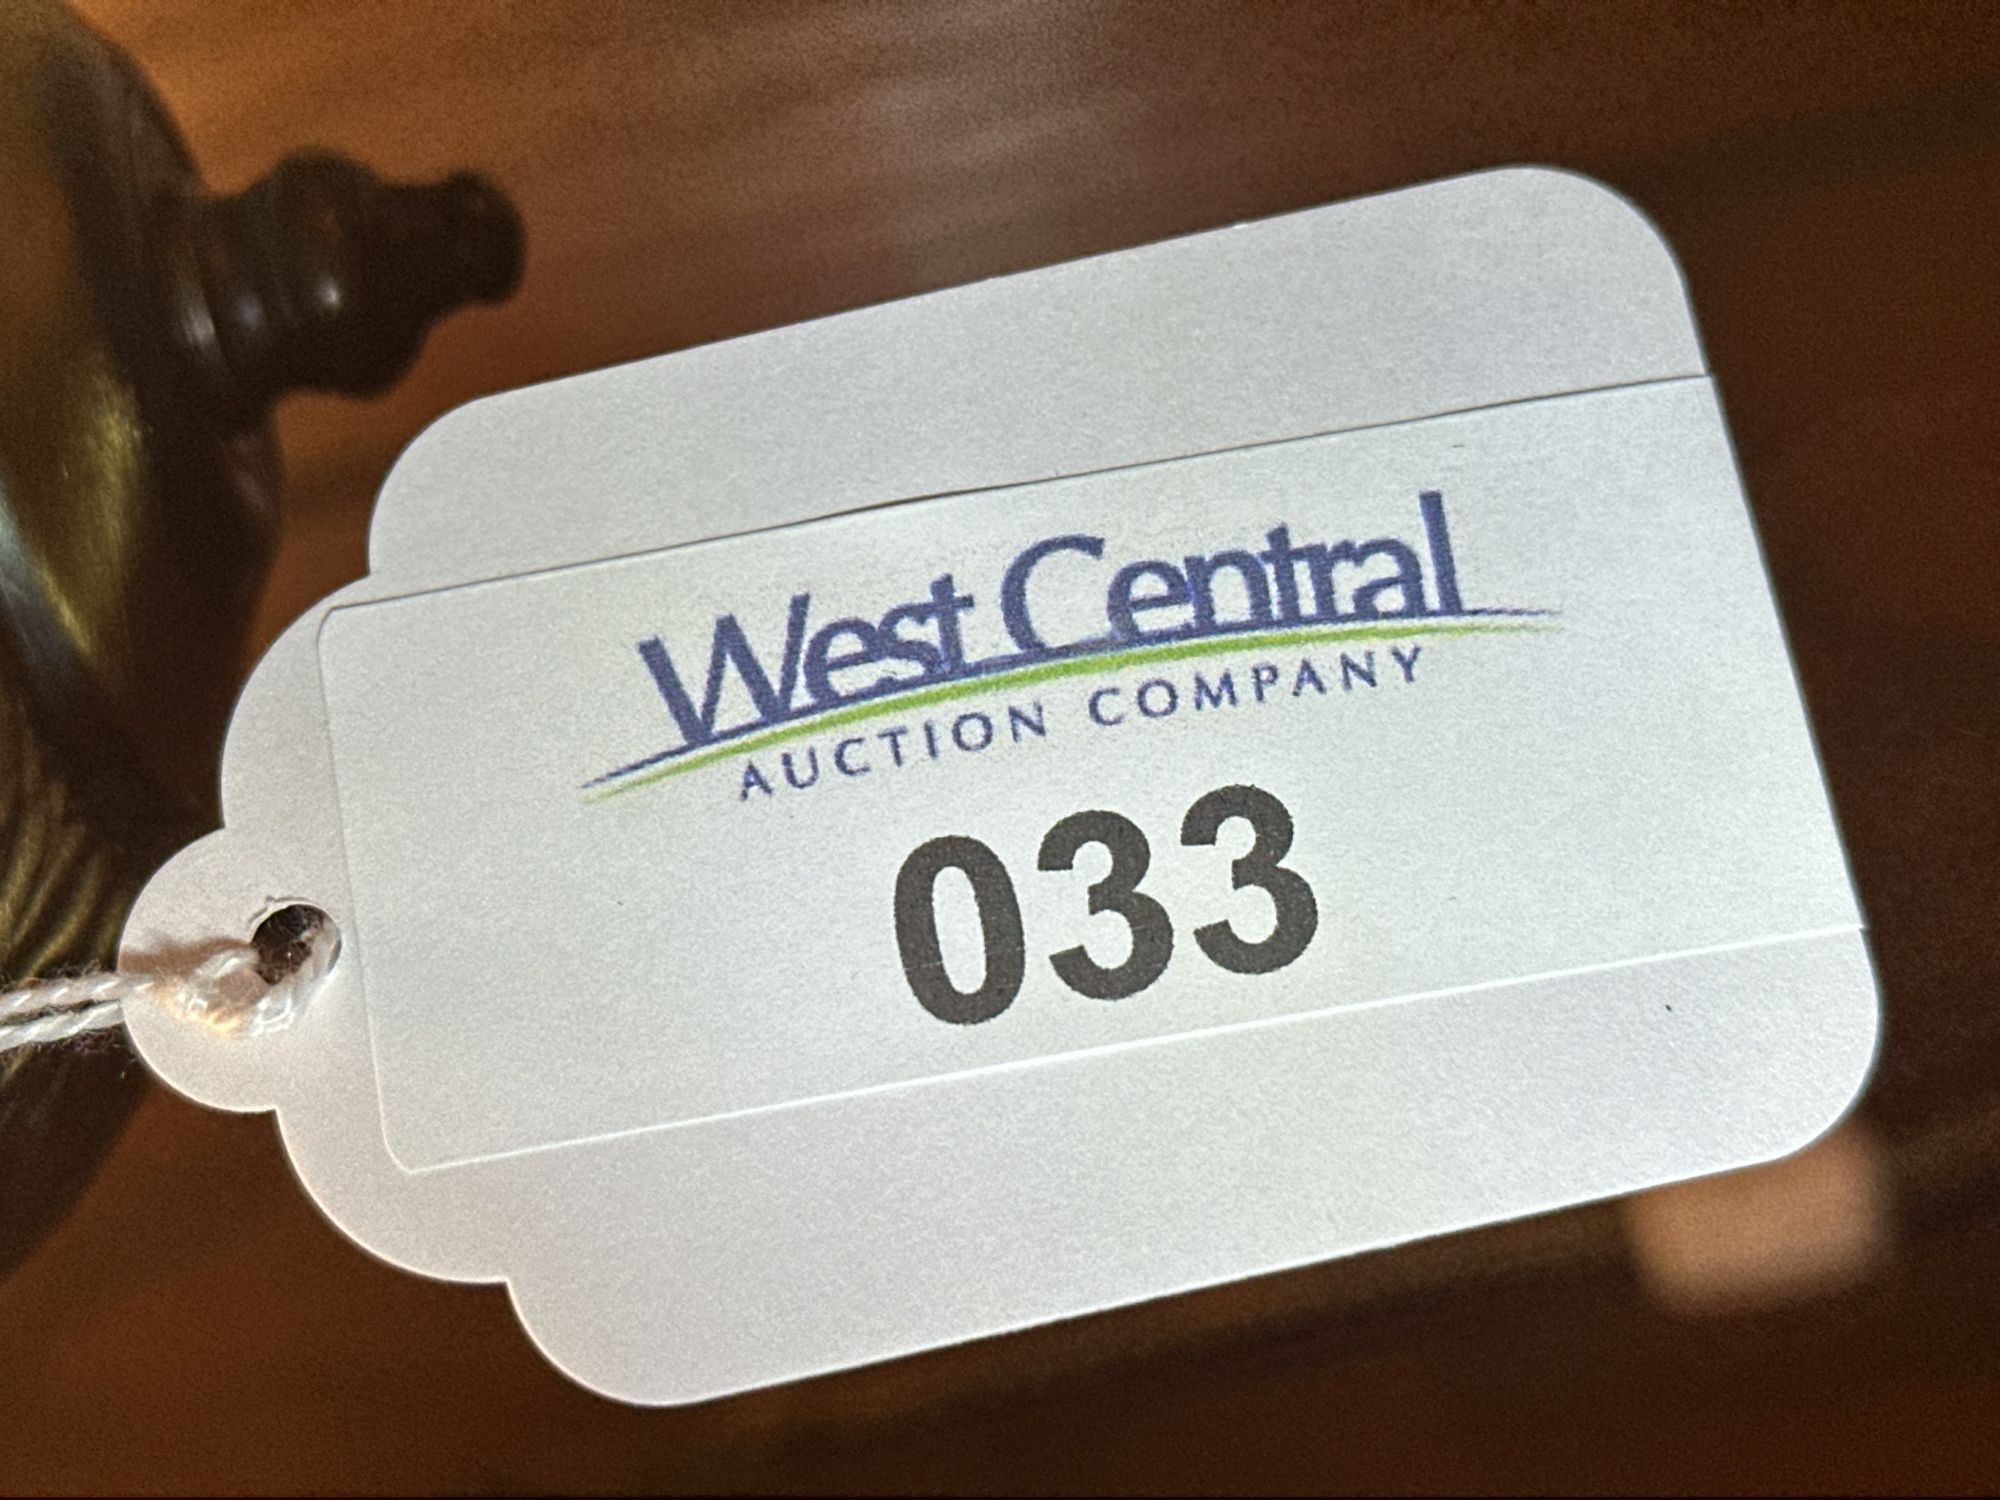 West Central
AUCTION COMPANY
033